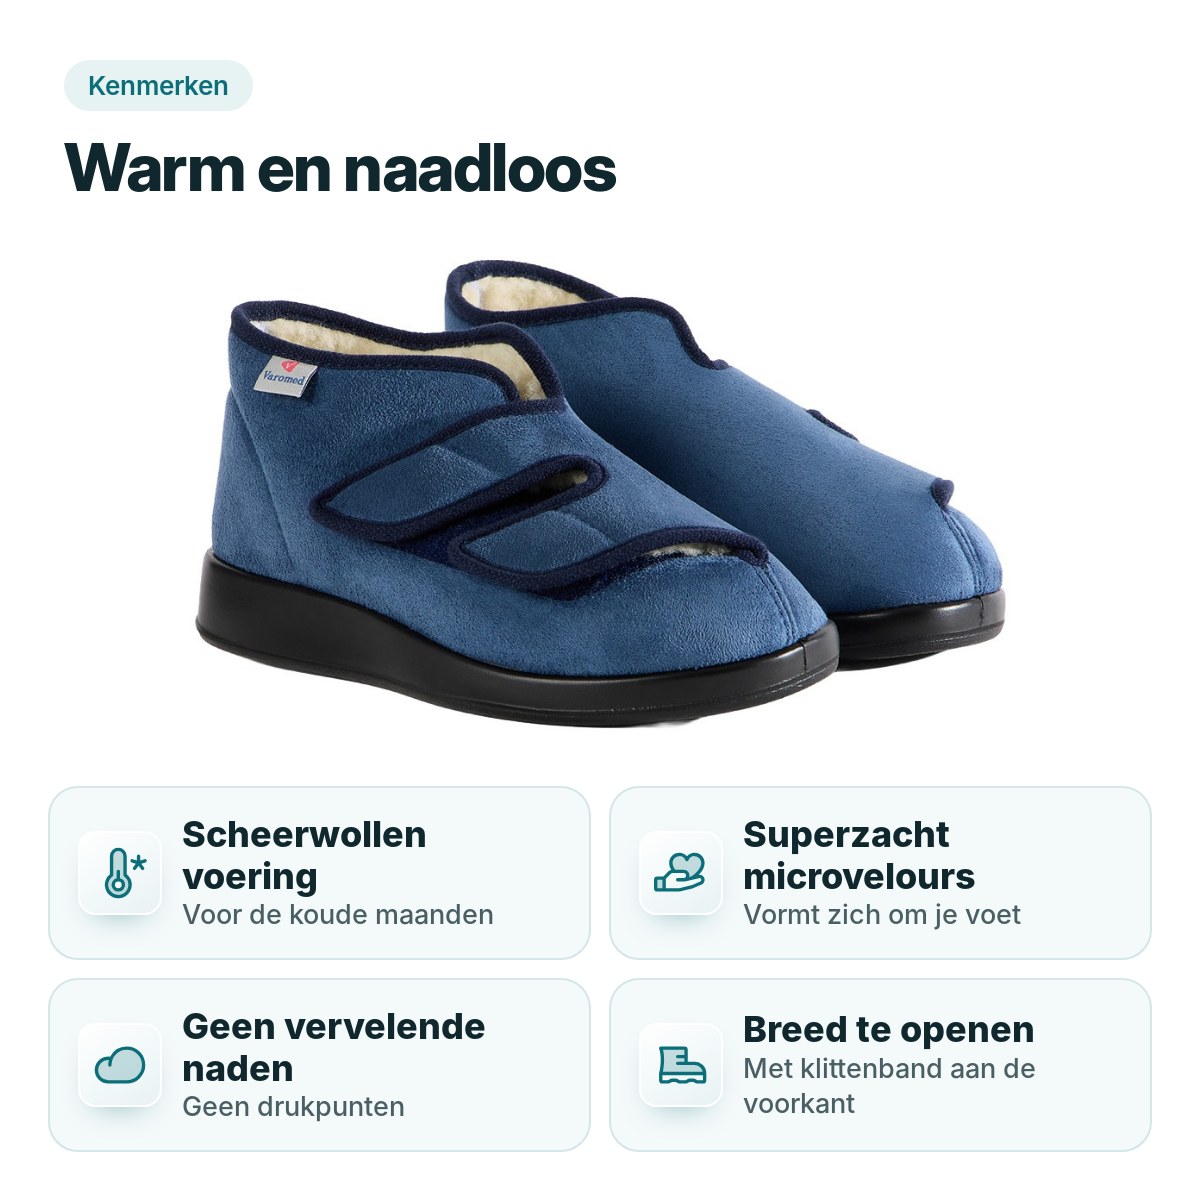 Kenmerken
Warm en naadloos
Varomed
Scheerwollen
voering
Voor de koude maanden
Superzacht
microvelours
Vormt zich om je voet
Geen vervelende
naden
Geen drukpunten
Breed te openen
Met klittenband aan de
voorkant